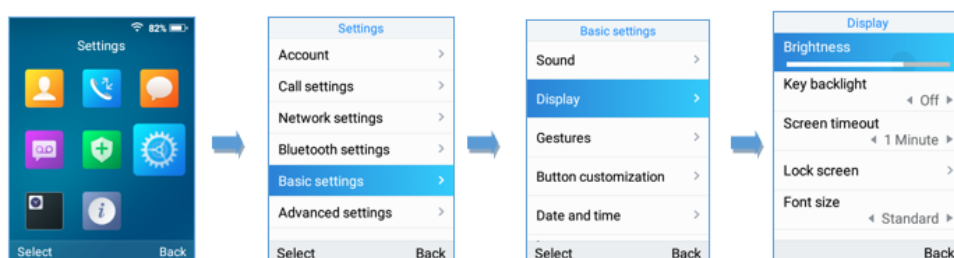 82%
Settings
Select Back
Settings
Account
Call settings
Network settings
Bluetooth settings
Basic settings
Advanced settings
Select Back
Basic settings
Sound
Display
Gestures
Button customization
Date and time
Select Back
Display
Brightness
Key backlight
Off
Screen timeout
1 Minute
Lock screen
Font size
Standard
Back